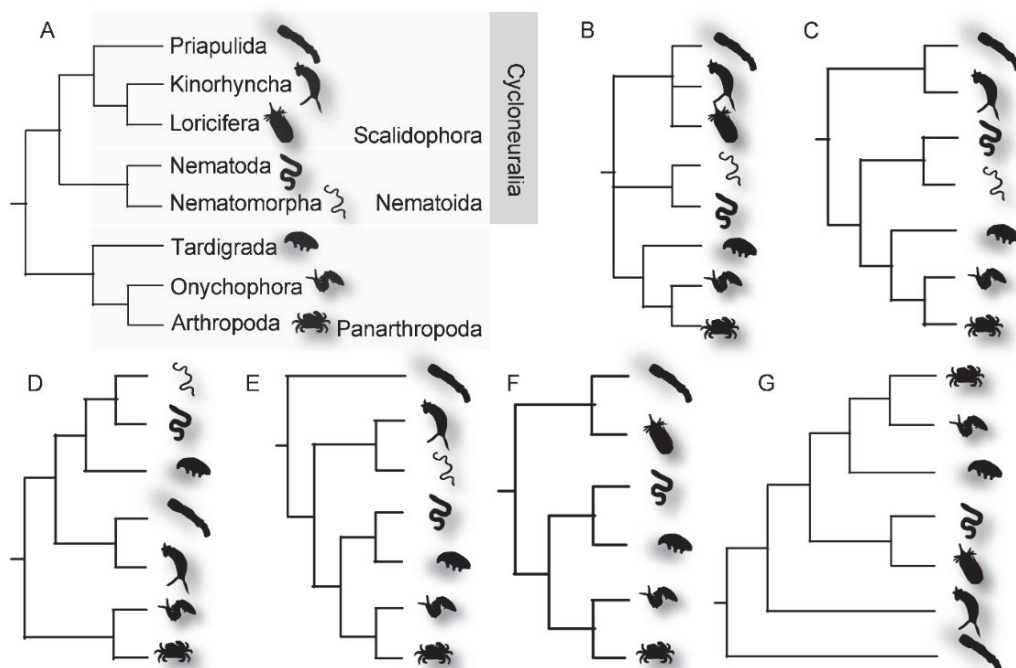 A
Priapulida
Kinorhyncha
Loricifera
Scalidophora
Nematoda
Nematomorpha
Nematoida
Cycloneuralia
Tardigrada
Onychophora
Arthropoda
Panarthropoda
B
C
D
E
F
G